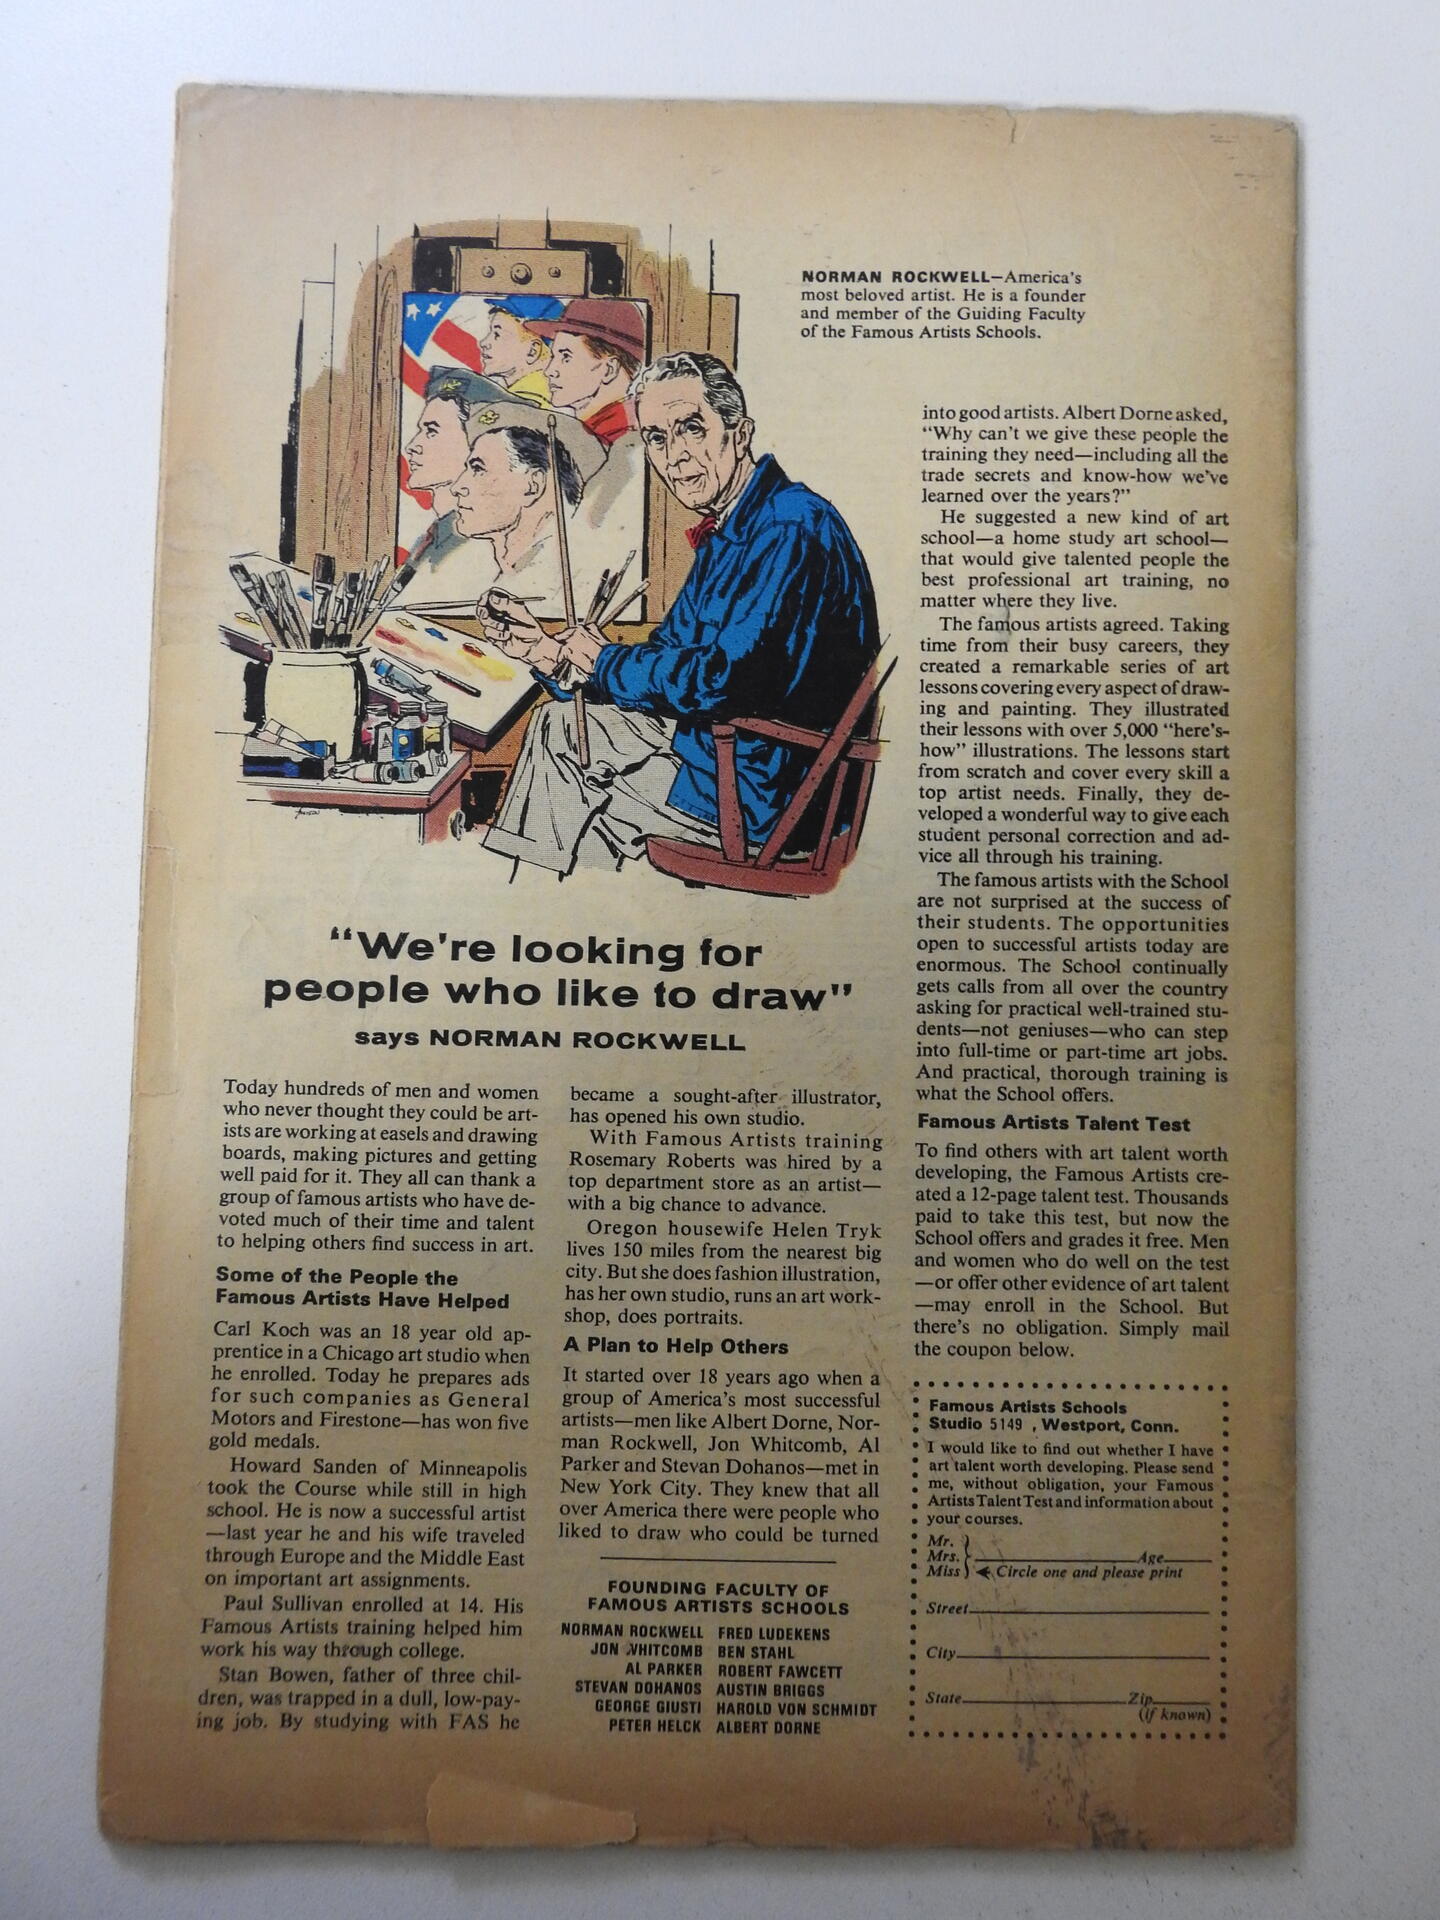 NORMAN ROCKWELL—America's
most beloved artist. He is a founder
and member of the Guiding Faculty
of the Famous Artists Schools.
"We're looking for
people who like to draw"
says NORMAN ROCKWELL
Today hundreds of men and women
who never thought they could be art-
ists are working at easels and drawing
boards, making pictures and getting
well paid for it. They all can thank a
group of famous artists who have de-
voted much of their time and talent
to helping others find success in art.
Some of the People the
Famous Artists Have Helped
Carl Koch was an 18 year old ap-
prentice in a Chicago art studio when
he enrolled. Today he prepares ads
for such companies as General
Motors and Firestone—has won five
gold medals.
Howard Sanden of Minneapolis
took the Course while still in high
school. He is now a successful artist
—last year he and his wife traveled
through Europe and the Middle East
on important art assignments.
Paul Sullivan enrolled at 14. His
Famous Artists training helped him
work his way through college.
Stan Bowen, father of three chil-
dren, was trapped in a dull, low-pay-
ing job. By studying with FAS he
became a sought-after illustrator,
has opened his own studio.
With Famous Artists training
Rosemary Roberts was hired by a
top department store as an artist—
with a big chance to advance.
Oregon housewife Helen Tryk
lives 150 miles from the nearest big
city. But she does fashion illustration,
has her own studio, runs an art work-
shop, does portraits.
A Plan to Help Others
It started over 18 years ago when a
group of America's most successful
artists—men like Albert Dorne, Nor-
man Rockwell, Jon Whitcomb, Al
Parker and Stevan Dohanos—met in
New York City. They knew that all
over America there were people who
liked to draw who could be turned
FOUNDING FACULTY OF
FAMOUS ARTISTS SCHOOLS
NORMAN ROCKWELL FRED LUDEKENS
JON WHITCOMB BEN STAHL
AL PARKER ROBERT FAWCETT
STEVAN DOHANOS AUSTIN BRIGGS
GEORGE GIUSTI HAROLD VON SCHMIDT
PETER HELCK ALBERT DORNE
into good artists. Albert Dorne asked,
"Why can't we give these people the
training they need—including all the
trade secrets and know-how we've
learned over the years?"
He suggested a new kind of art
school—a home study art school—
that would give talented people the
best professional art training, no
matter where they live.
The famous artists agreed. Taking
time from their busy careers, they
created a remarkable series of art
lessons covering every aspect of draw-
ing and painting. They illustrated
their lessons with over 5,000 "here's-
how" illustrations. The lessons start
from scratch and cover every skill a
top artist needs. Finally, they de-
veloped a wonderful way to give each
student personal correction and ad-
vice all through his training.
The famous artists with the School
are not surprised at the success of
their students. The opportunities
open to successful artists today are
enormous. The School continually
gets calls from all over the country
asking for practical well-trained stu-
dents—not geniuses—who can step
into full-time or part-time art jobs.
And practical, thorough training is
what the School offers.
Famous Artists Talent Test
To find others with art talent worth
developing, the Famous Artists cre-
ated a 12-page talent test. Thousands
paid to take this test, but now the
School offers and grades it free. Men
and women who do well on the test
—or offer other evidence of art talent
—may enroll in the School. But
there's no obligation. Simply mail
the coupon below.
Famous Artists Schools
Studio 5149 , Westport, Conn.
I would like to find out whether I have
art talent worth developing. Please send
me, without obligation, your Famous
Artists Talent Test and information about
your courses.
Mr.
Mrs. Age
Miss Circle one and please print
Street
City
State Zip
(if known)